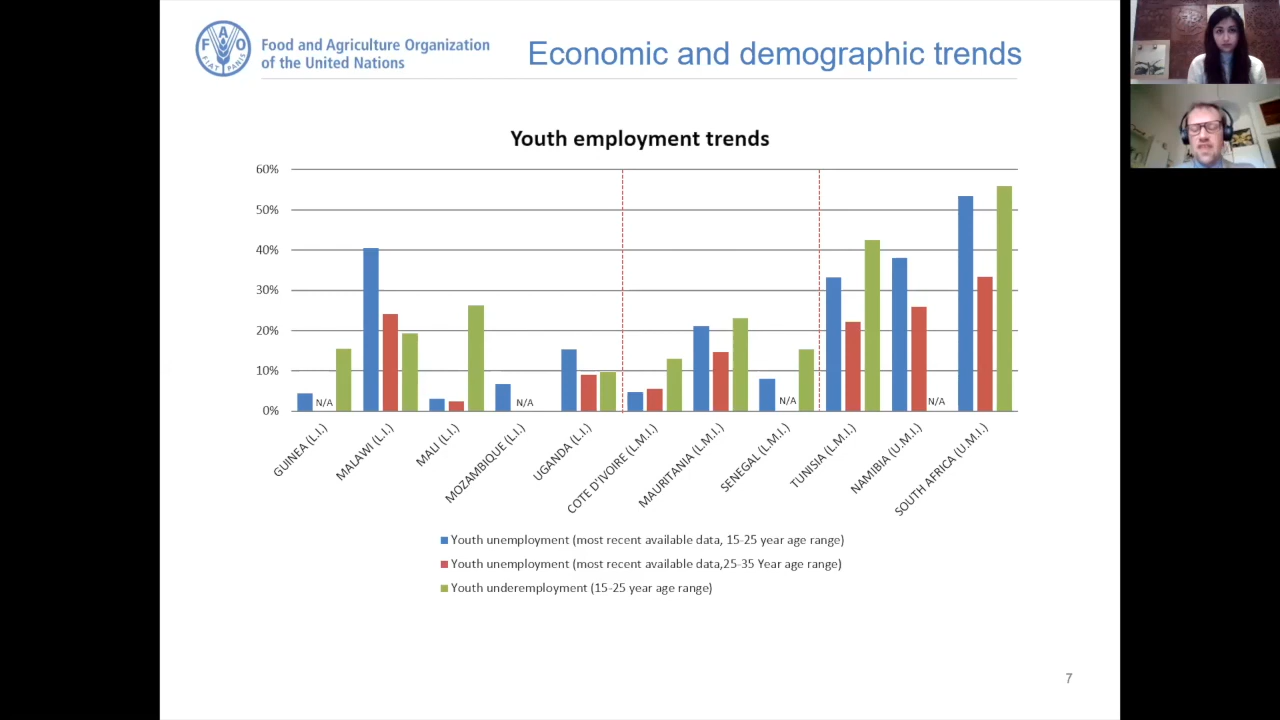 FAO
FIAT PANIS
Food and Agriculture Organization
of the United Nations
Economic and demographic trends
Youth employment trends
60%
50%
40%
30%
20%
10%
0%
N/A
N/A
N/A
N/A
GUINEA (L.I.)
MALAWI (L.I.)
MALI (L.I.)
MOZAMBIQUE (L.I.)
UGANDA (L.I.)
COTE D'IVOIRE (L.M.I.)
MAURITANIA (L.M.I.)
SENEGAL (L.M.I.)
TUNISIA (L.M.I.)
NAMIBIA (U.M.I.)
SOUTH AFRICA (U.M.I.)
Youth unemployment (most recent available data, 15-25 year age range)
Youth unemployment (most recent available data,25-35 Year age range)
Youth underemployment (15-25 year age range)
7